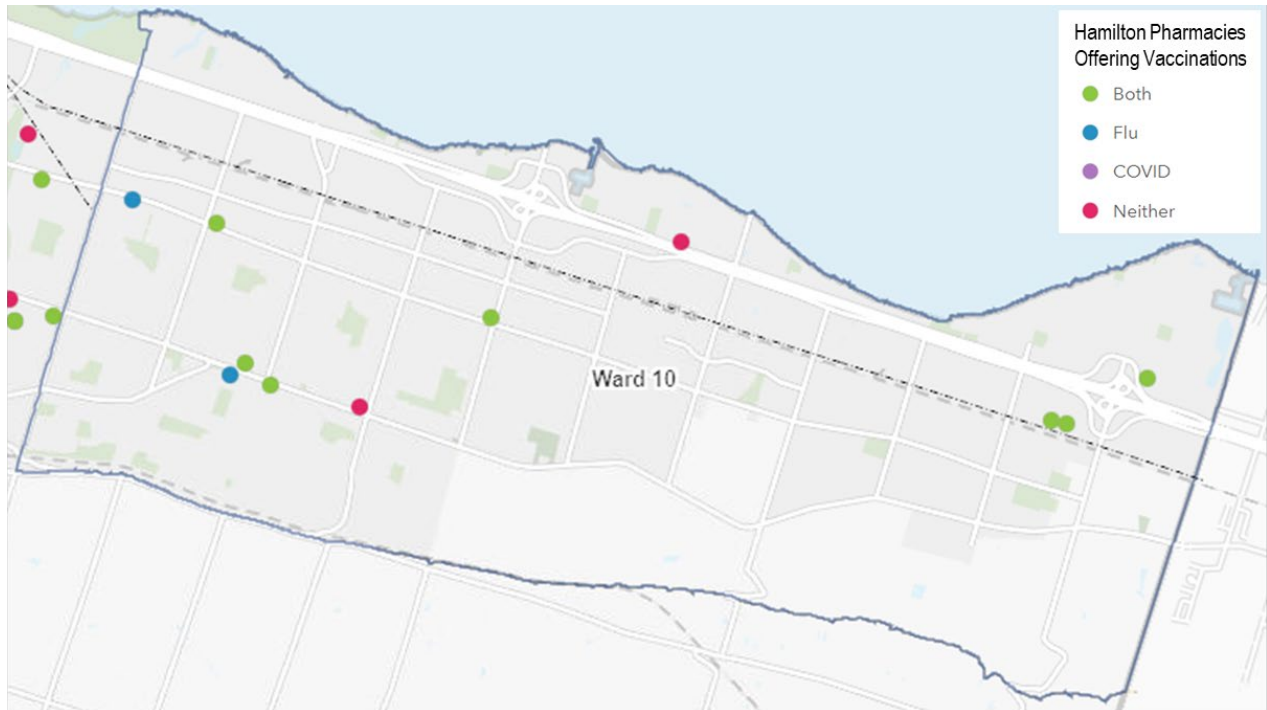 Hamilton Pharmacies
Offering Vaccinations
Both
Flu
COVID
Neither
Ward 10